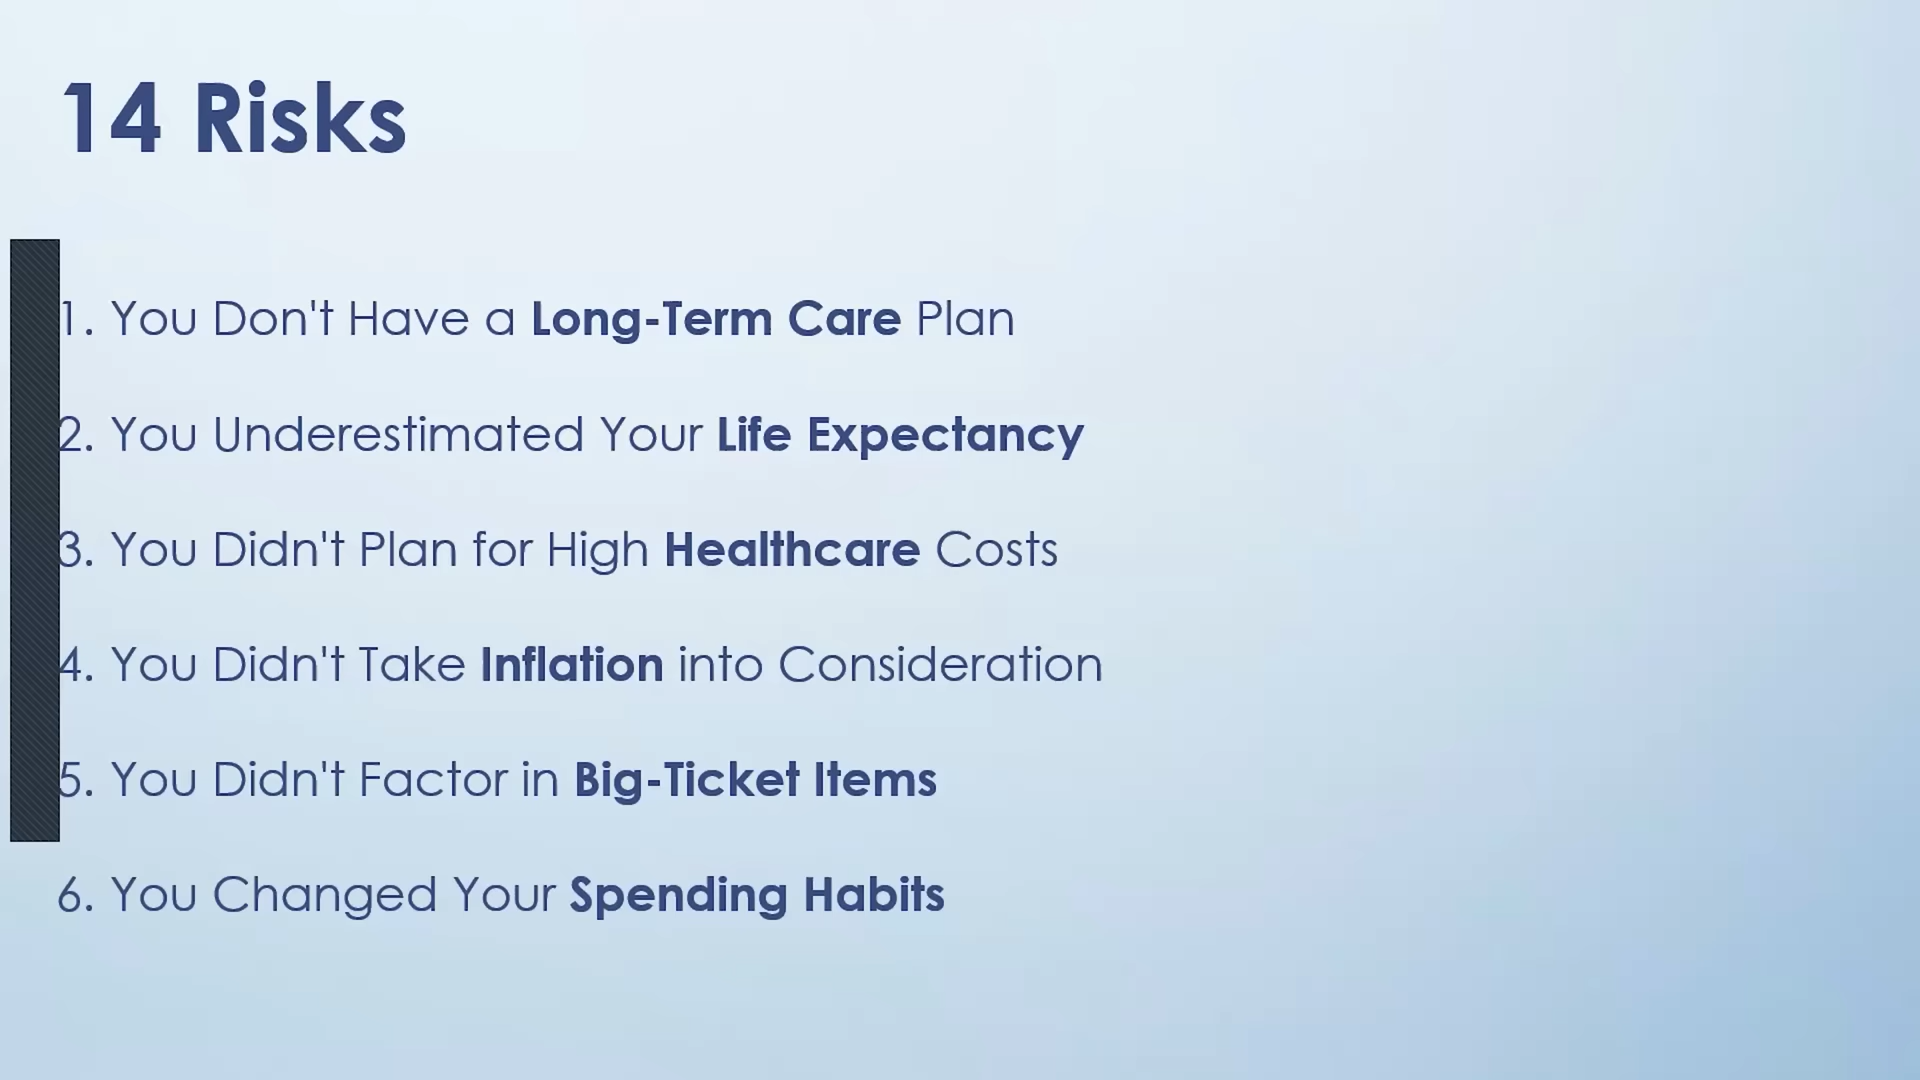 14 Risks
1. You Don't Have a Long-Term Care Plan
2. You Underestimated Your Life Expectancy
3. You Didn't Plan for High Healthcare Costs
4. You Didn't Take Inflation into Consideration
5. You Didn't Factor in Big-Ticket Items
6. You Changed Your Spending Habits